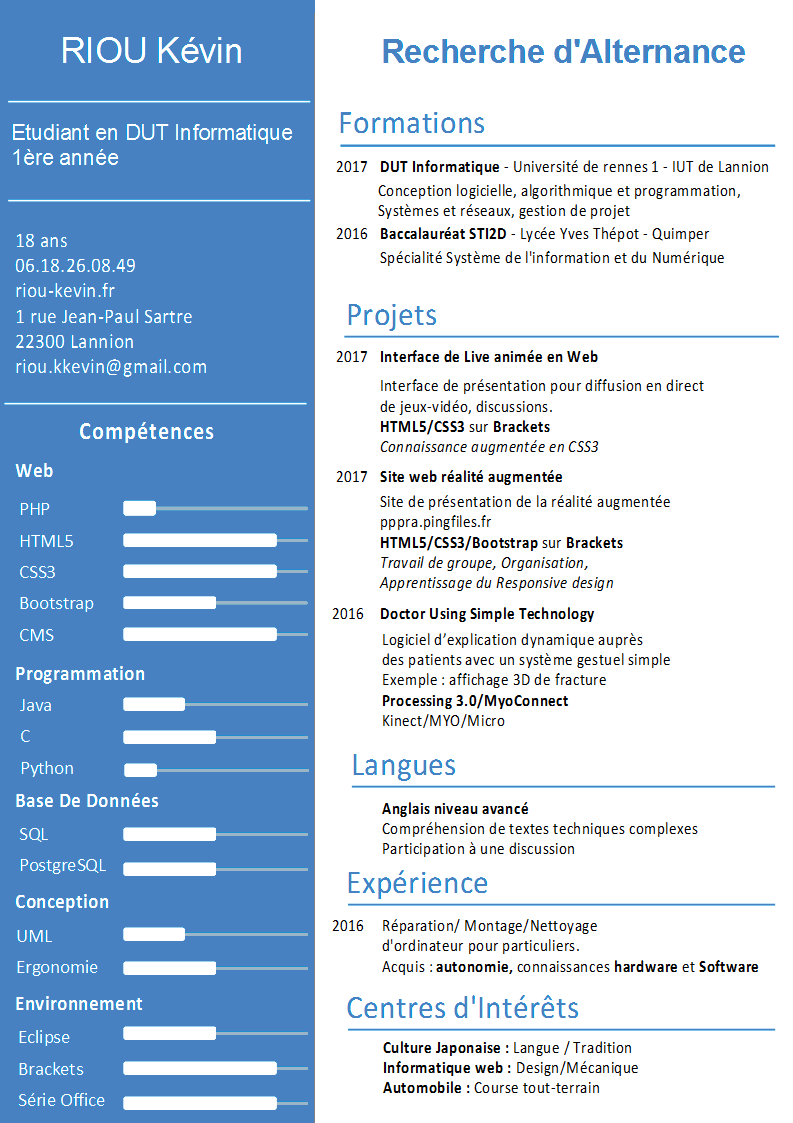 RIOU Kévin
Etudiant en DUT Informatique
1ère année
18 ans
06.18.26.08.49
riou-kevin.fr
1 rue Jean-Paul Sartre
22300 Lannion
riou.kkevin@gmail.com
Compétences
Web
PHP
HTML5
CSS3
Bootstrap
CMS
Programmation
Java
C
Python
Base De Données
SQL
PostgreSQL
Conception
UML
Ergonomie
Environnement
Eclipse
Brackets
Série Office
Recherche d'Alternance
Formations
2017 DUT Informatique - Université de rennes 1 - IUT de Lannion
Conception logicielle, algorithmique et programmation,
Systèmes et réseaux, gestion de projet
2016 Baccalauréat STI2D - Lycée Yves Thépot - Quimper
Spécialité Système de l'information et du Numérique
Projets
2017 Interface de Live animée en Web
Interface de présentation pour diffusion en direct
de jeux-vidéo, discussions.
HTML5/CSS3 sur Brackets
Connaissance augmentée en CSS3
2017 Site web réalité augmentée
Site de présentation de la réalité augmentée
pppra.pingfiles.fr
HTML5/CSS3/Bootstrap sur Brackets
Travail de groupe, Organisation,
Apprentissage du Responsive design
2016 Doctor Using Simple Technology
Logiciel d’explication dynamique auprès
des patients avec un système gestuel simple
Exemple : affichage 3D de fracture
Processing 3.0/MyoConnect
Kinect/MYO/Micro
Langues
Anglais niveau avancé
Compréhension de textes techniques complexes
Participation à une discussion
Expérience
2016 Réparation/ Montage/Nettoyage
d'ordinateur pour particuliers.
Acquis : autonomie, connaissances hardware et Software
Centres d'Intérêts
Culture Japonaise : Langue / Tradition
Informatique web : Design/Mécanique
Automobile : Course tout-terrain